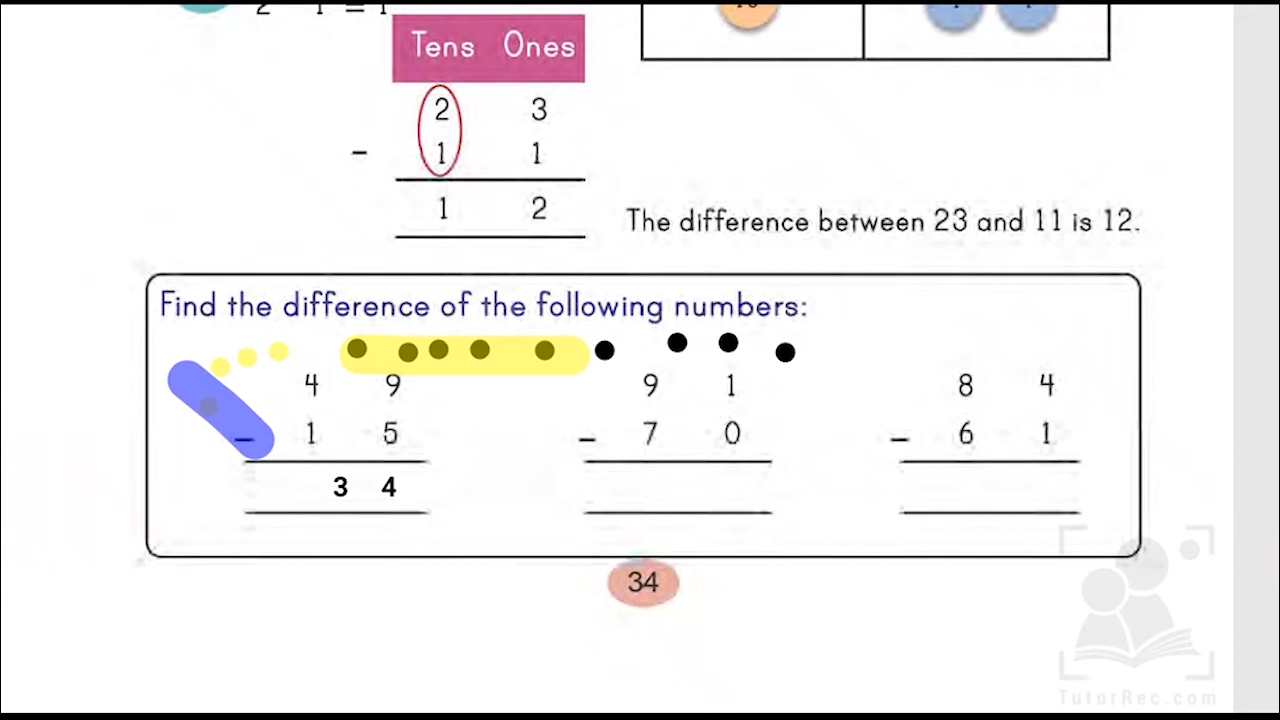 2 - 1 = 1
Tens Ones
2 3
- 1 1
1 2
The difference between 23 and 11 is 12.
Find the difference of the following numbers:
4 9
- 1 5
3 4
9 1
- 7 0
8 4
- 6 1
34
TutorRec.com